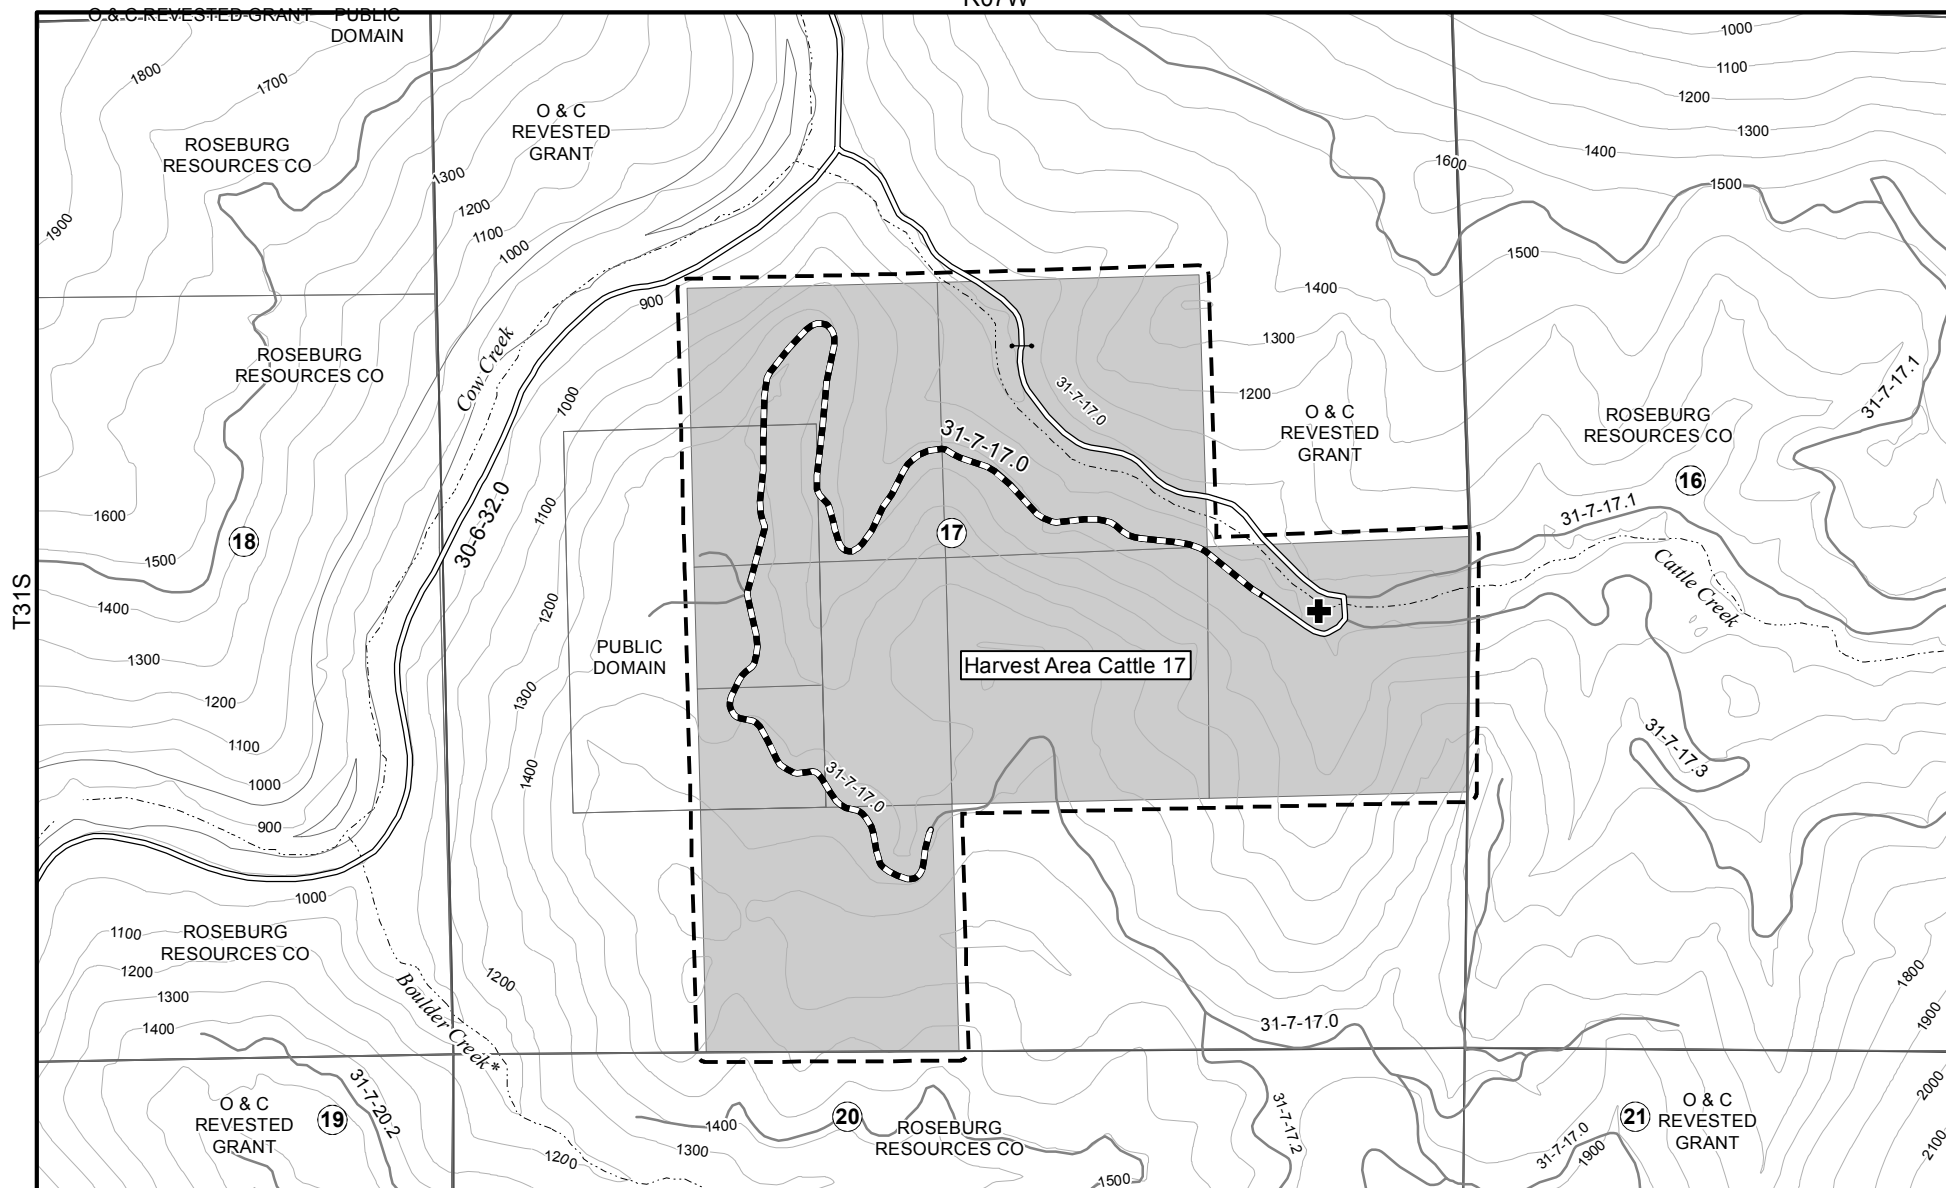 R07W
O & C REVESTED GRANT
PUBLIC
DOMAIN
1000
1100
1200
1300
1400
1500
1600
1500
1800
1700
1900
O & C
REVESTED
GRANT
ROSEBURG
RESOURCES CO
1300
1200
1100
1000
900
1400
1300
1200
1000
1100
1200
1300
1400
Cow Creek
ROSEBURG
RESOURCES CO
31-7-17.0
31-7-17.0
O & C
REVESTED
GRANT
ROSEBURG
RESOURCES CO
31-7-17.1
16
31-7-17.1
Cattle Creek
30-6-32.0
18
17
1600
1500
1400
1300
1200
1100
1000
900
T31S
PUBLIC
DOMAIN
Harvest Area Cattle 17
31-7-17.3
31-7-17.0
1000
1100
1200
1300
1400
ROSEBURG
RESOURCES CO
Boulder Creek*
1200
31-7-17.0
1800
1900
2000
2100
O & C
REVESTED
GRANT
19
31-7-20.2
1200
1300
1400
20
ROSEBURG
RESOURCES CO
1500
31-7-17.2
31-7-17.0
1900
21
O & C
REVESTED
GRANT